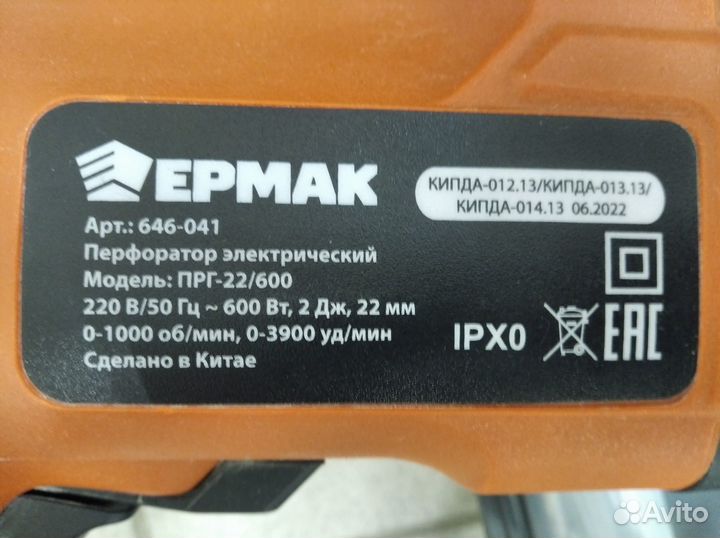 ЕРМАК
КИПДА-012.13/КИПДА-013.13/
КИПДА-014.13 06.2022
Арт.: 646-041
Перфоратор электрический
Модель: ПРГ-22/600
220 В/50 Гц ~ 600 Вт, 2 Дж, 22 мм
0-1000 об/мин, 0-3900 уд/мин
Сделано в Китае
IPX0
EAC
Avito